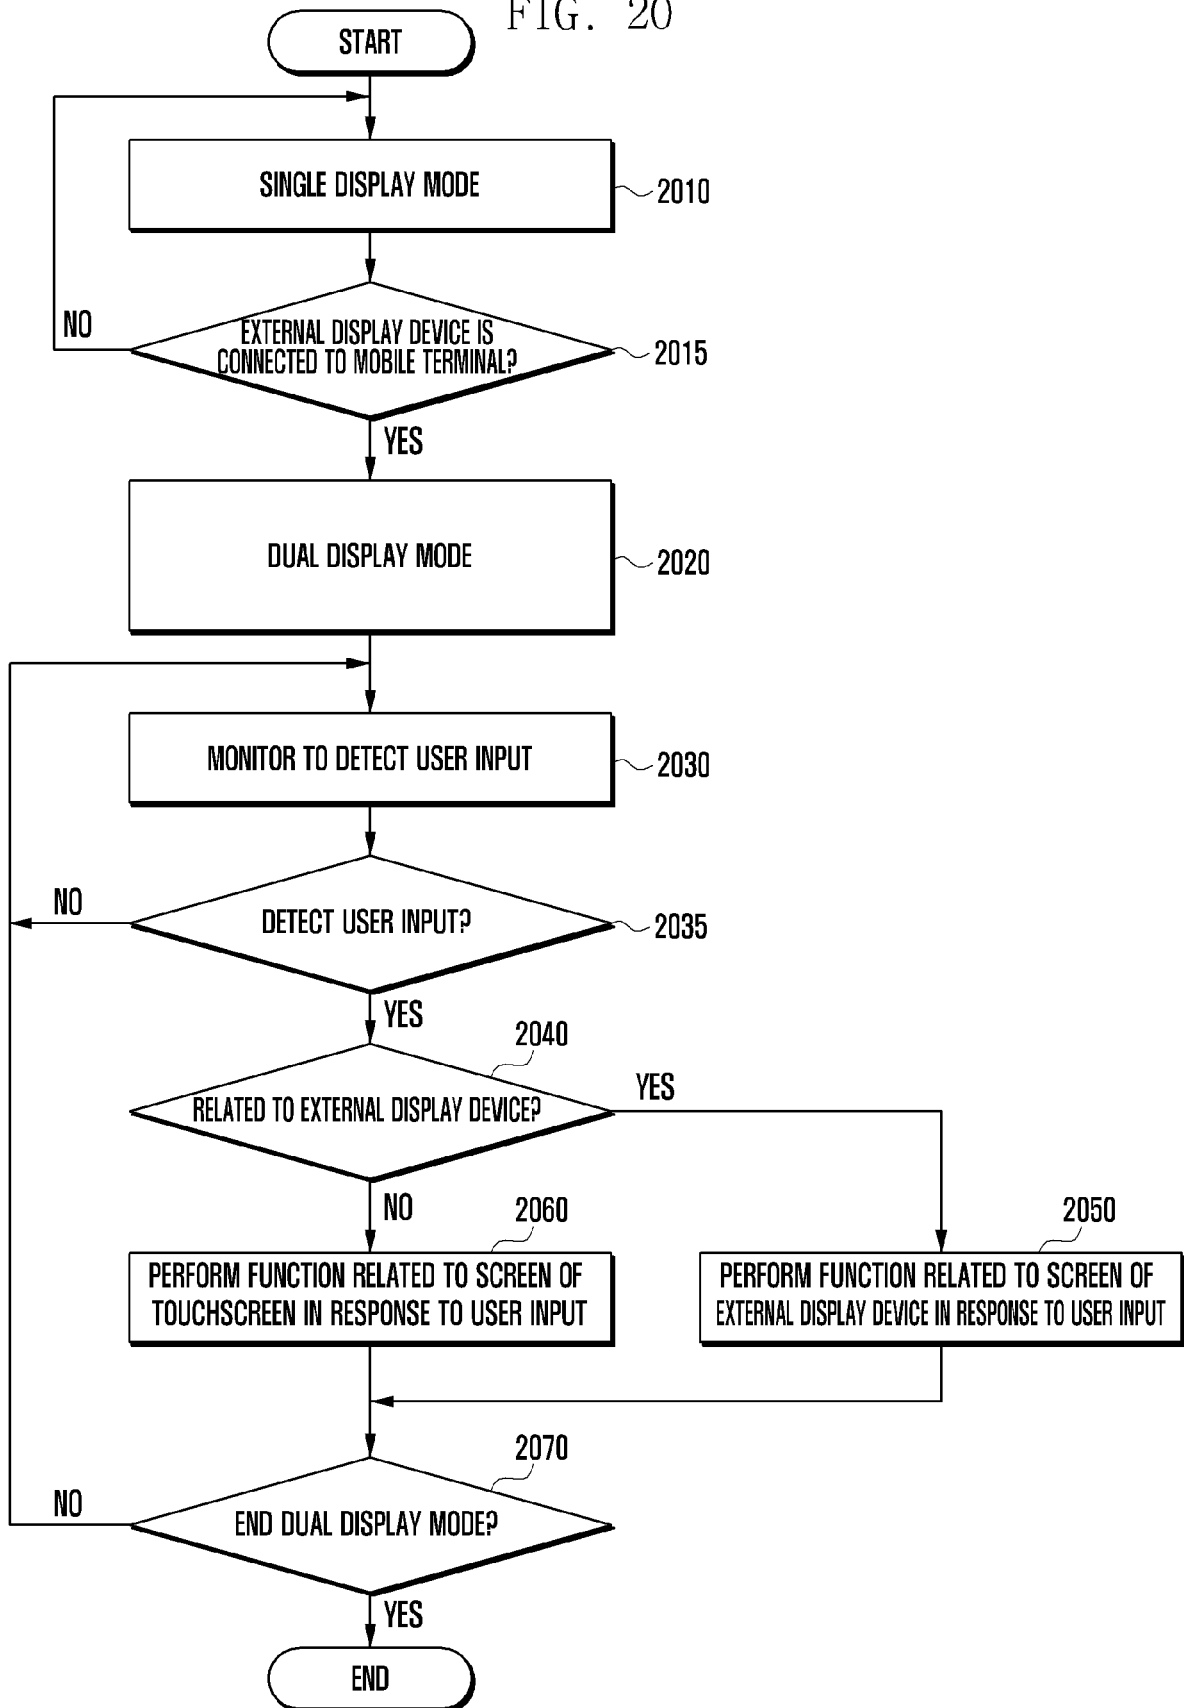 FIG. 20
START
SINGLE DISPLAY MODE
2010
NO
EXTERNAL DISPLAY DEVICE IS
CONNECTED TO MOBILE TERMINAL?
2015
YES
DUAL DISPLAY MODE
2020
MONITOR TO DETECT USER INPUT
2030
NO
DETECT USER INPUT?
2035
YES
2040
RELATED TO EXTERNAL DISPLAY DEVICE?
YES
NO
2060
2050
PERFORM FUNCTION RELATED TO SCREEN OF
TOUCHSCREEN IN RESPONSE TO USER INPUT
PERFORM FUNCTION RELATED TO SCREEN OF
EXTERNAL DISPLAY DEVICE IN RESPONSE TO USER INPUT
2070
NO
END DUAL DISPLAY MODE?
YES
END